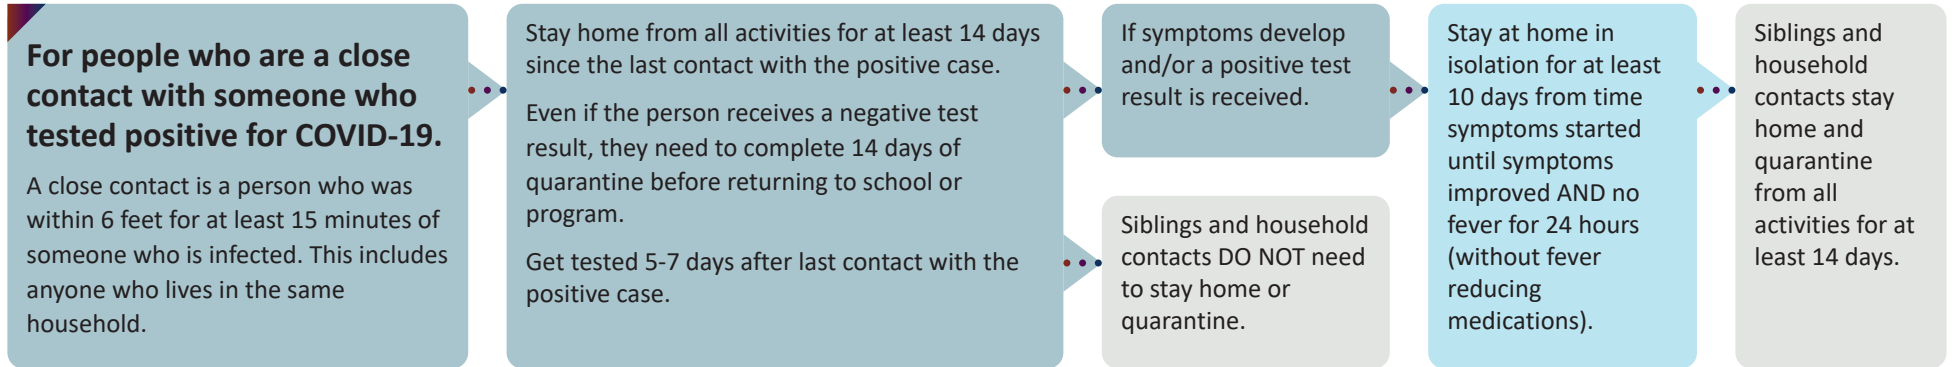 For people who are a close
contact with someone who
tested positive for COVID-19.
A close contact is a person who was
within 6 feet for at least 15 minutes of
someone who is infected. This includes
anyone who lives in the same
household.
Stay home from all activities for at least 14 days
since the last contact with the positive case.
Even if the person receives a negative test
result, they need to complete 14 days of
quarantine before returning to school or
program.
Get tested 5-7 days after last contact with the
positive case.
If symptoms develop
and/or a positive test
result is received.
Siblings and household
contacts DO NOT need
to stay home or
quarantine.
Stay at home in
isolation for at least
10 days from time
symptoms started
until symptoms
improved AND no
fever for 24 hours
(without fever
reducing
medications).
Siblings and
household
contacts stay
home and
quarantine
from all
activities for at
least 14 days.